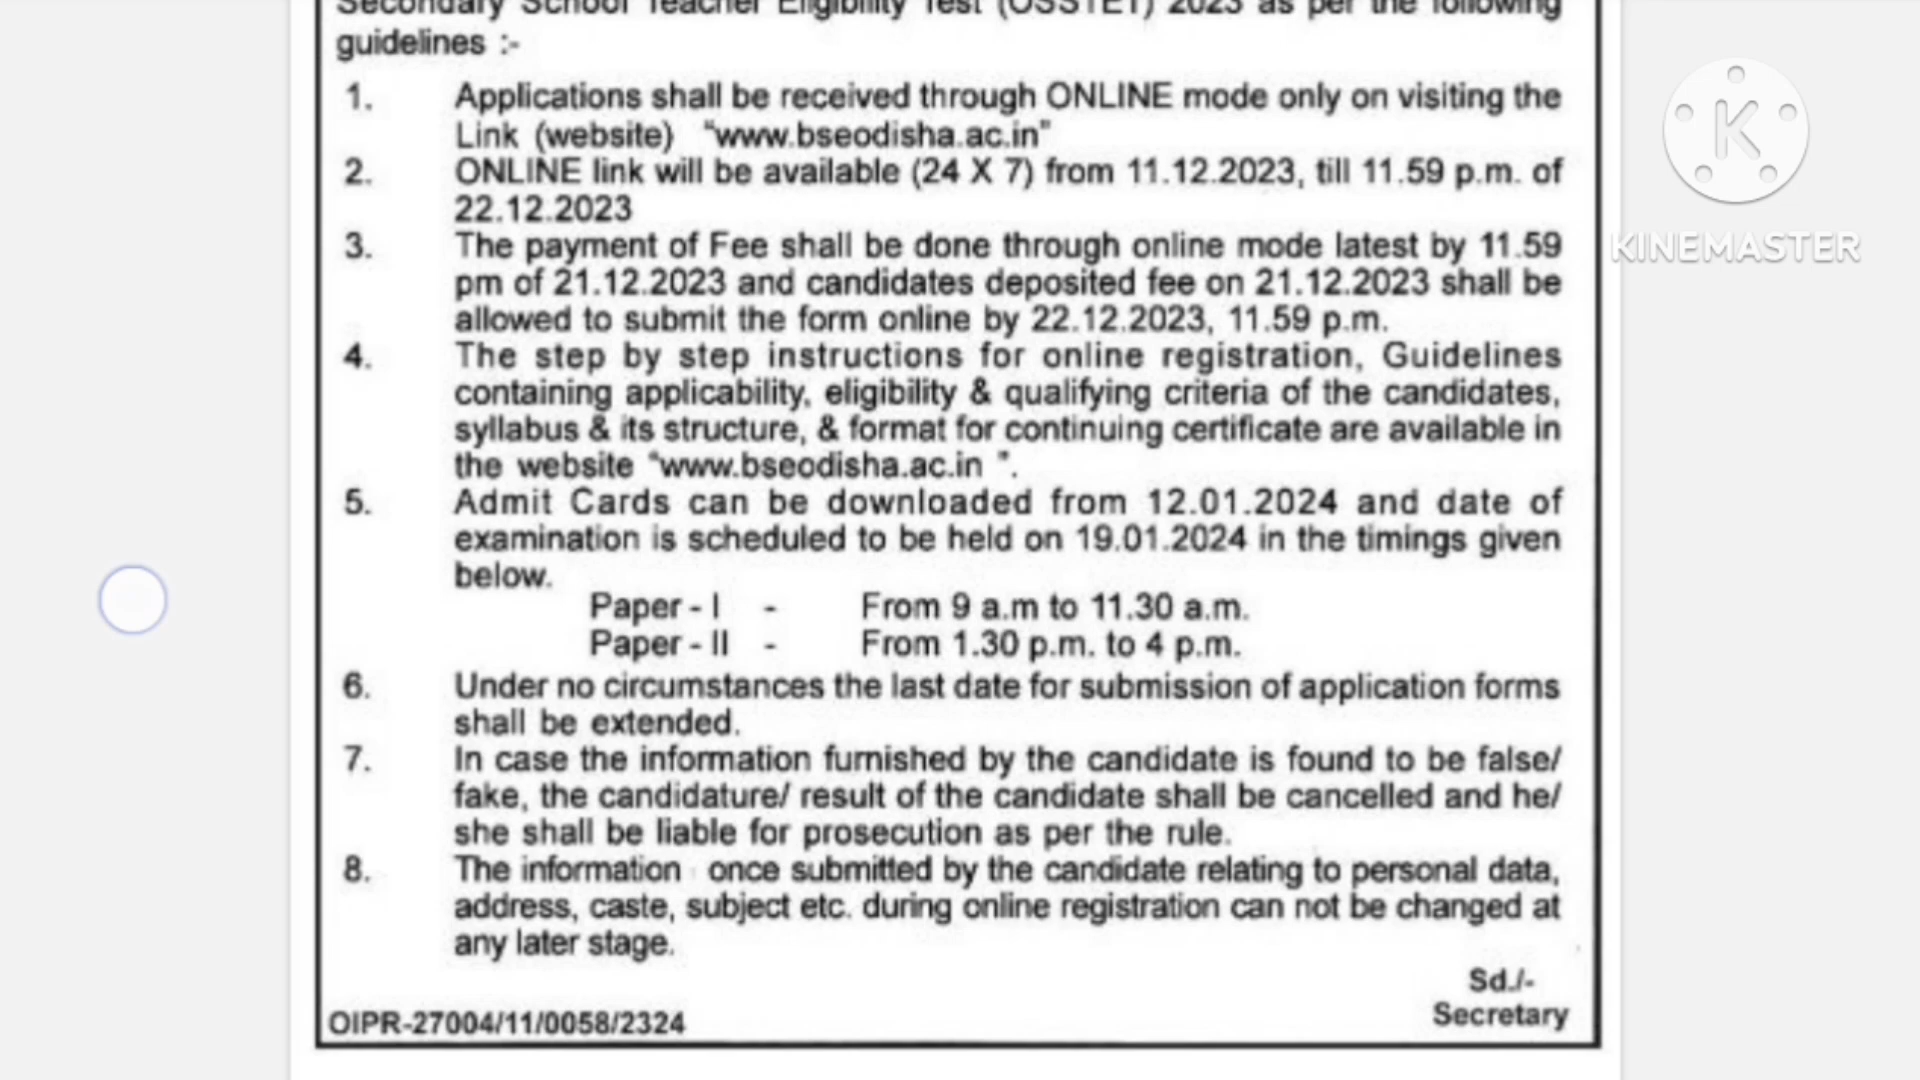 Secondary School Teacher Eligibility Test (OSSTET) 2023 as per the following
guidelines :-
1. Applications shall be received through ONLINE mode only on visiting the
Link (website) "www.bseodisha.ac.in"
2. ONLINE link will be available (24 X 7) from 11.12.2023, till 11.59 p.m. of
22.12.2023
3. The payment of Fee shall be done through online mode latest by 11.59
pm of 21.12.2023 and candidates deposited fee on 21.12.2023 shall be
allowed to submit the form online by 22.12.2023, 11.59 p.m.
4. The step by step instructions for online registration, Guidelines
containing applicability, eligibility & qualifying criteria of the candidates,
syllabus & its structure, & format for continuing certificate are available in
the website "www.bseodisha.ac.in ".
5. Admit Cards can be downloaded from 12.01.2024 and date of
examination is scheduled to be held on 19.01.2024 in the timings given
below.
Paper - I - From 9 a.m to 11.30 a.m.
Paper - II - From 1.30 p.m. to 4 p.m.
6. Under no circumstances the last date for submission of application forms
shall be extended.
7. In case the information furnished by the candidate is found to be false/
fake, the candidature/ result of the candidate shall be cancelled and he/
she shall be liable for prosecution as per the rule.
8. The information once submitted by the candidate relating to personal data,
address, caste, subject etc. during online registration can not be changed at
any later stage.
Sd./-
Secretary
OIPR-27004/11/0058/2324
K
KINEMASTER